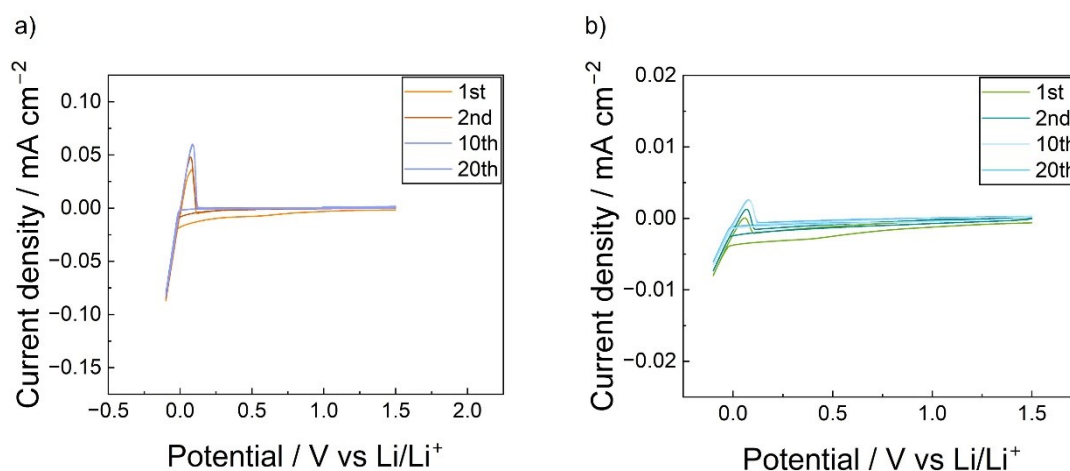 a)
Current density / mA cm⁻²
0.10
0.05
0.00
−0.05
−0.10
−0.15
−0.5
0.0
0.5
1.0
1.5
2.0
Potential / V vs Li/Li⁺
1st
2nd
10th
20th
b)
Current density / mA cm⁻²
0.02
0.01
0.00
−0.01
−0.02
0.0
0.5
1.0
1.5
Potential / V vs Li/Li⁺
1st
2nd
10th
20th